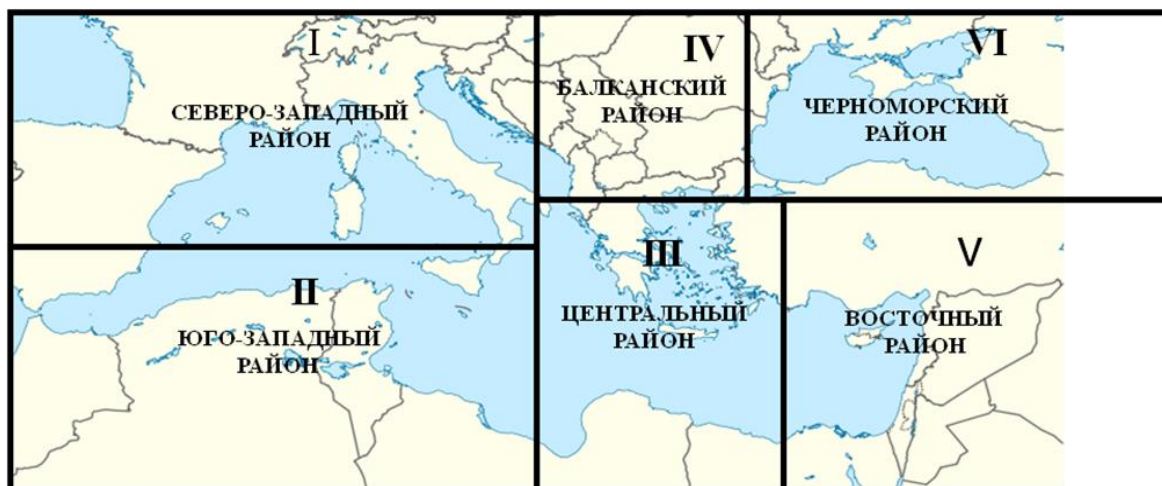 I
СЕВЕРО-ЗАПАДНЫЙ
РАЙОН
IV
БАЛКАНСКИЙ
РАЙОН
VI
ЧЕРНОМОРСКИЙ
РАЙОН
II
ЮГО-ЗАПАДНЫЙ
РАЙОН
III
ЦЕНТРАЛЬНЫЙ
РАЙОН
V
ВОСТОЧНЫЙ
РАЙОН